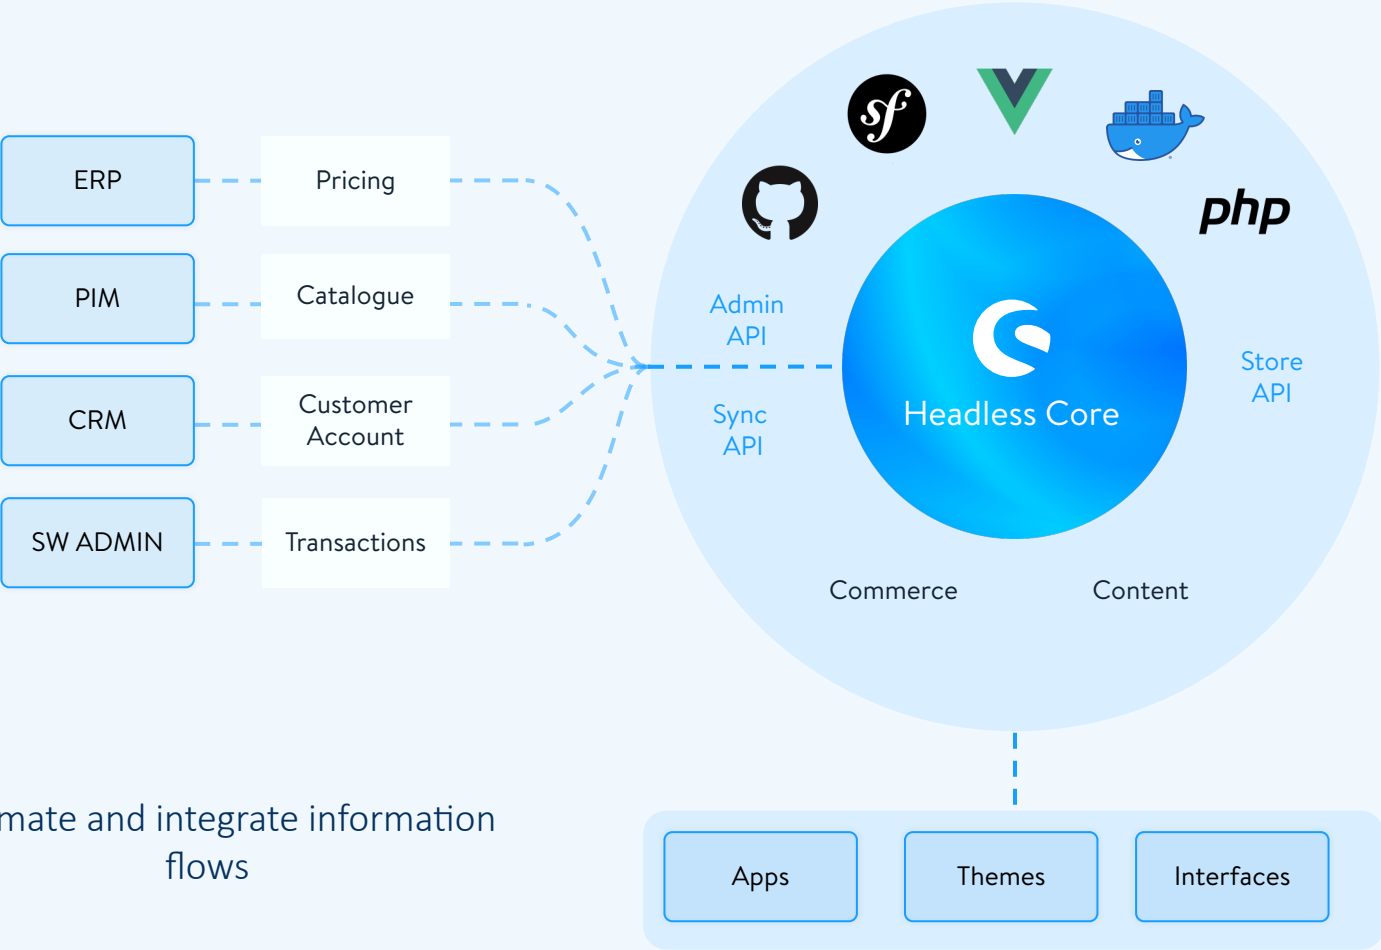 ERP
Pricing
PIM
Catalogue
CRM
Customer
Account
SW ADMIN
Transactions
sf
php
Admin
API
Sync
API
Headless Core
Store
API
Commerce
Content
mate and integrate information
flows
Apps
Themes
Interfaces